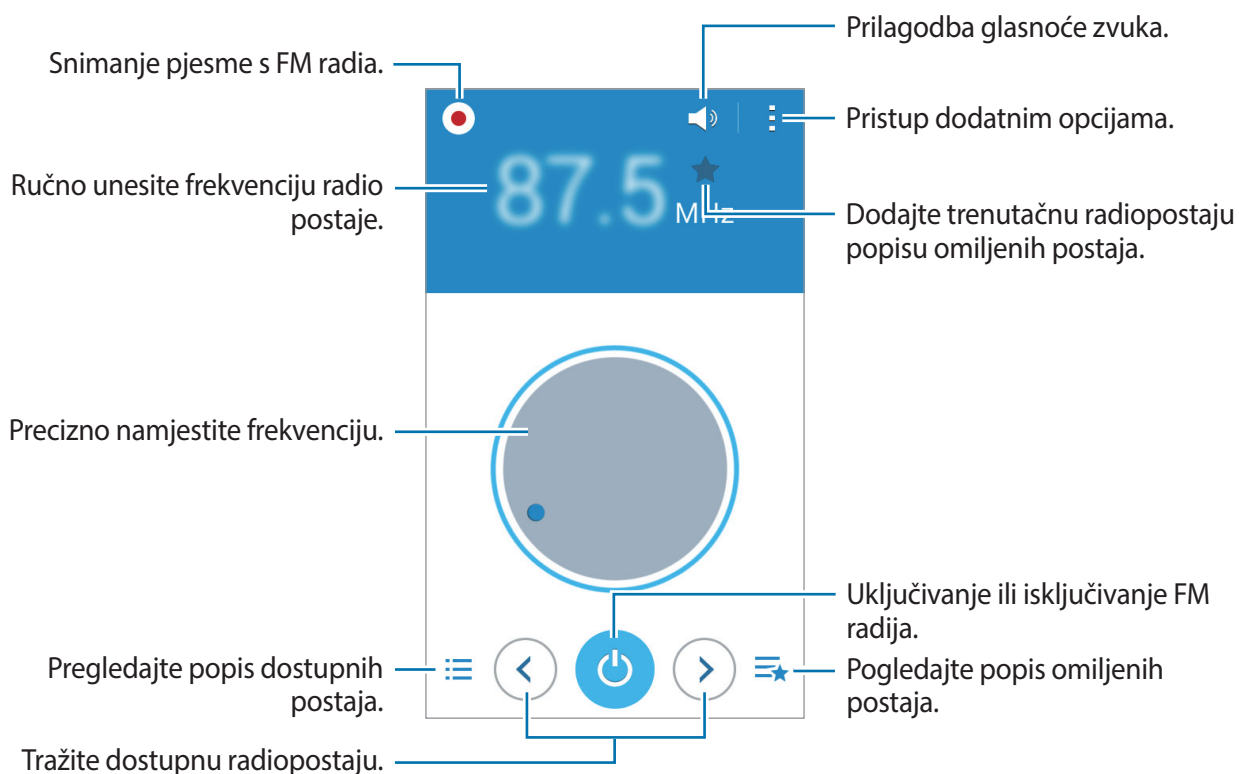 Prilagodba glasnoće zvuka.
Snimanje pjesme s FM radia.
Pristup dodatnim opcijama.
Ručno unesite frekvenciju radio
postaje.
87.5
MHz
Dodajte trenutačnu radiopostaju
popisu omiljenih postaja.
Precizno namjestite frekvenciju.
Uključivanje ili isključivanje FM
radija.
Pregledajte popis dostupnih
postaja.
Pogledajte popis omiljenih
postaja.
Tražite dostupnu radiopostaju.